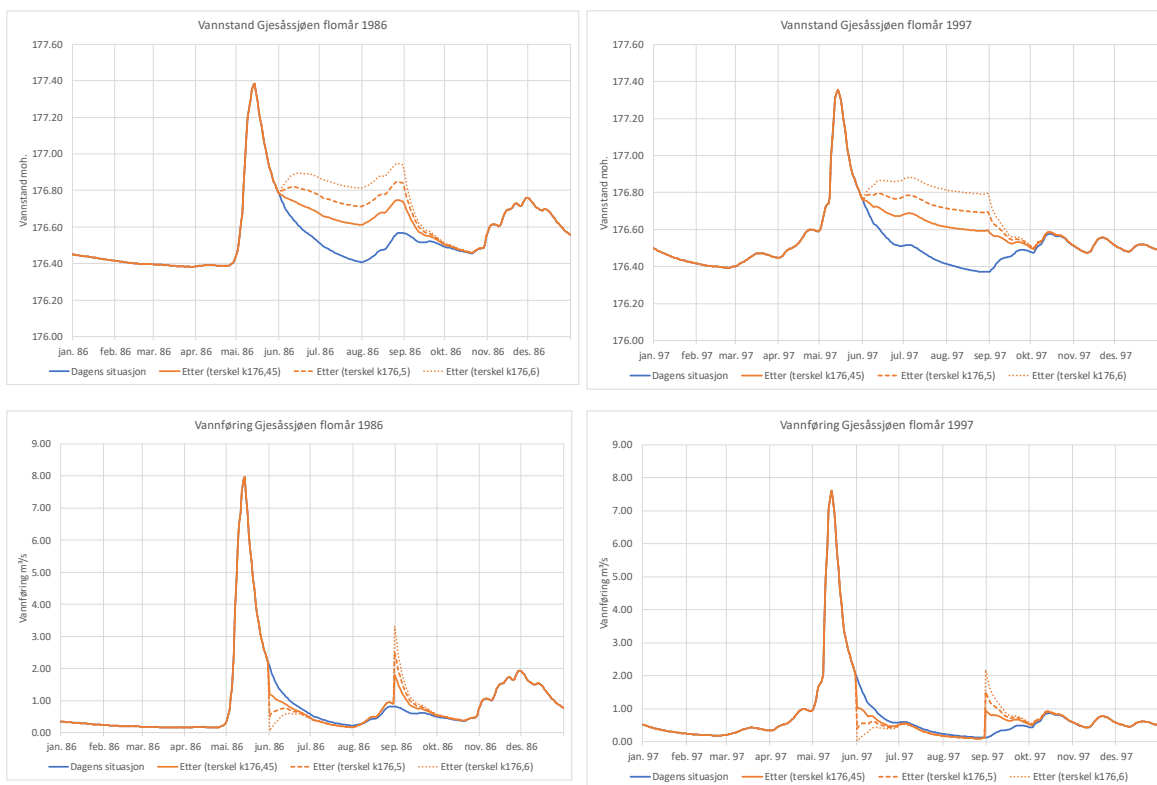 Vannstand Gjesåssjøen flomår 1986
177.60
177.40
177.20
177.00
176.80
176.60
176.40
176.20
176.00
Vannstand moh.
jan. 86 feb. 86 mar. 86 apr. 86 mai. 86 jun. 86 jul. 86 aug. 86 sep. 86 okt. 86 nov. 86 des. 86
Dagens situasjon Etter (terskel k176,45) Etter (terskel k176,5) Etter (terskel k176,6)
Vannstand Gjesåssjøen flomår 1997
177.60
177.40
177.20
177.00
176.80
176.60
176.40
176.20
176.00
Vannstand moh.
jan. 97 feb. 97 mar. 97 apr. 97 mai. 97 jun. 97 jul. 97 aug. 97 sep. 97 okt. 97 nov. 97 des. 97
Dagens situasjon Etter (terskel k176,45) Etter (terskel k176,5) Etter (terskel k176,6)
Vannføring Gjesåssjøen flomår 1986
9.00
8.00
7.00
6.00
5.00
4.00
3.00
2.00
1.00
0.00
Vannføring m³/s
jan. 86 feb. 86 mar. 86 apr. 86 mai. 86 jun. 86 jul. 86 aug. 86 sep. 86 okt. 86 nov. 86 des. 86
Dagens situasjon Etter (terskel k176,45) Etter (terskel k176,5) Etter (terskel k176,6)
Vannføring Gjesåssjøen flomår 1997
9.00
8.00
7.00
6.00
5.00
4.00
3.00
2.00
1.00
0.00
Vannføring m³/s
jan. 97 feb. 97 mar. 97 apr. 97 mai. 97 jun. 97 jul. 97 aug. 97 sep. 97 okt. 97 nov. 97 des. 97
Dagens situasjon Etter (terskel k176,45) Etter (terskel k176,5) Etter (terskel k176,6)